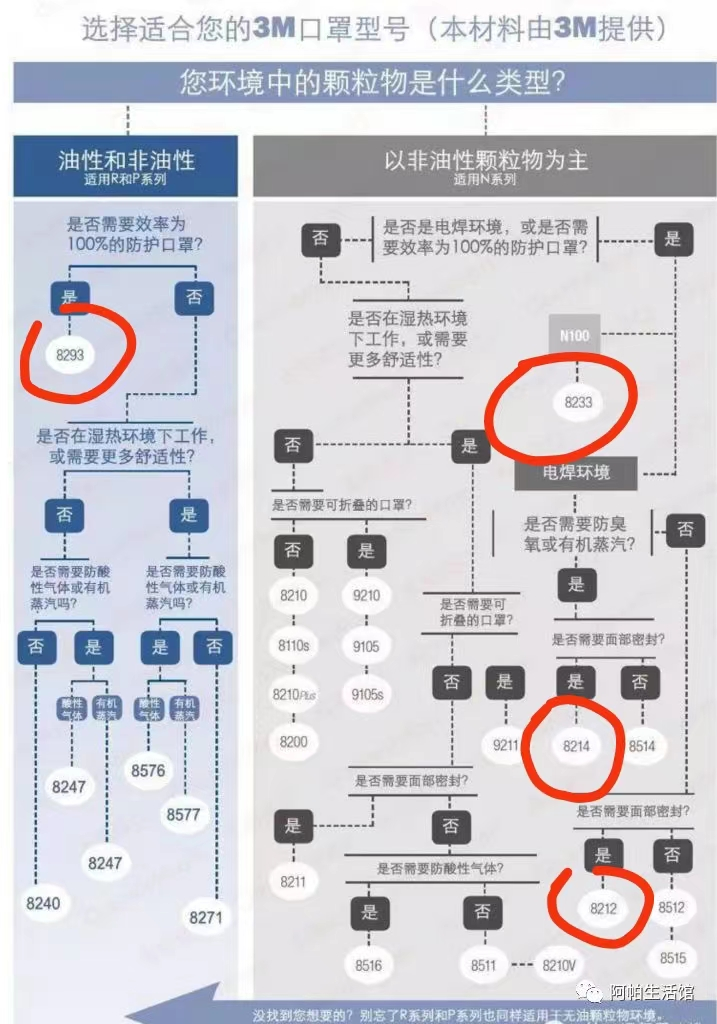 选择适合您的3M口罩型号（本材料由3M提供）
您环境中的颗粒物是什么类型？
油性和非油性
适用R和P系列
是否需要效率为
100%的防护口罩？
是
否
8293
是否在湿热环境下工作，
或需要更多舒适性？
否
是
是否需要防酸
性气体或有机
蒸汽吗？
是否需要防酸
性气体或有机
蒸汽吗？
否
是
是
否
酸性
气体
有机
蒸汽
酸性
气体
有机
蒸汽
8576
8247
8577
8247
8240
8271
以非油性颗粒物为主
适用N系列
否
是否是电焊环境，或是否需
要效率为100%的防护口罩？
是
是否在湿热环境
下工作，或需要
更多舒适性？
N100
8233
否
是
电焊环境
是否需要可折叠的口罩？
是否需要防臭
氧或有机蒸汽？
否
否
是
是
8210
9210
是否需要可
折叠的口罩？
8110s
9105
是否需要面部密封？
8210Plus
9105s
否
是
是
否
8200
9211
8214
8514
是否需要面部密封？
是否需要面部密封？
是
否
是
否
8211
是否需要防酸性气体？
8212
8512
是
否
8516
8511
8210V
8515
没找到您想要的？别忘了R系列和P系列也同样适用于无油颗粒物环境。
阿帕生活馆